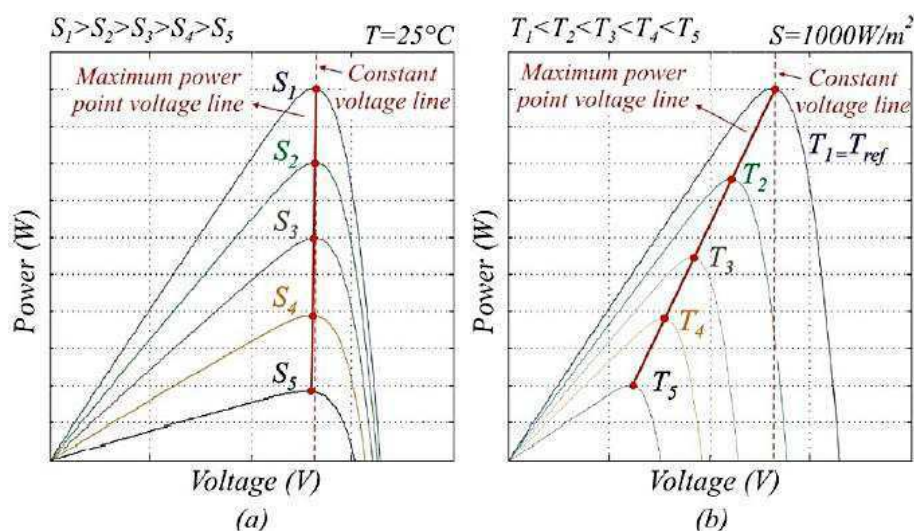 S₁>S₂>S₃>S₄>S₅
T=25°C
Maximum power
point voltage line
Constant
voltage line
S₁
S₂
S₃
S₄
S₅
Power (W)
Voltage (V)
(a)
T₁<T₂<T₃<T₄<T₅
S=1000W/m²
Maximum power
point voltage line
Constant
voltage line
T₁₌T_ref
T₂
T₃
T₄
T₅
Power (W)
Voltage (V)
(b)